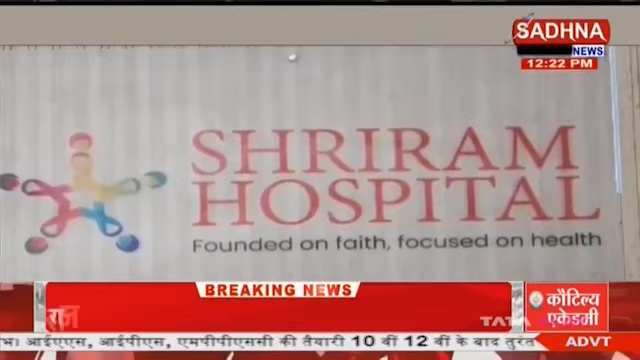 SADHNA
NEWS
12:22 PM
SHRIRAM
HOSPITAL
Founded on faith, focused on health
BREAKING NEWS
कौटिल्य
एकेडमी
TATA
आईएएस, आईपीएस, एमपीपीएससी की तैयारी 10 वीं 12 वीं के बाद तुरंत
ADVT